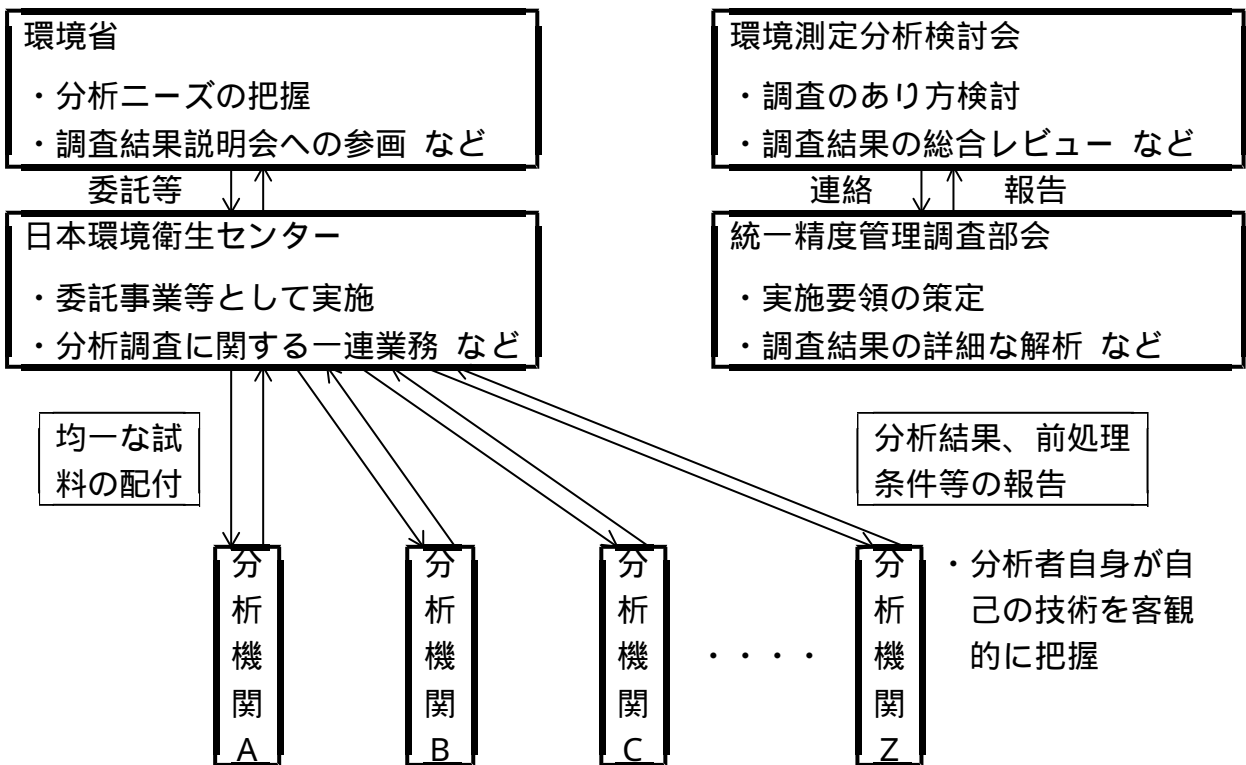 環境省
・分析ニーズの把握
・調査結果説明会への参画 など
環境測定分析検討会
・調査のあり方検討
・調査結果の総合レビュー など
委託等
連絡
報告
日本環境衛生センター
・委託事業等として実施
・分析調査に関する一連業務 など
統一精度管理調査部会
・実施要領の策定
・調査結果の詳細な解析 など
均一な試
料の配付
分析結果、前処理
条件等の報告
分析機関A
分析機関B
分析機関C
・・・・
分析機関Z
・分析者自身が自
己の技術を客観
的に把握